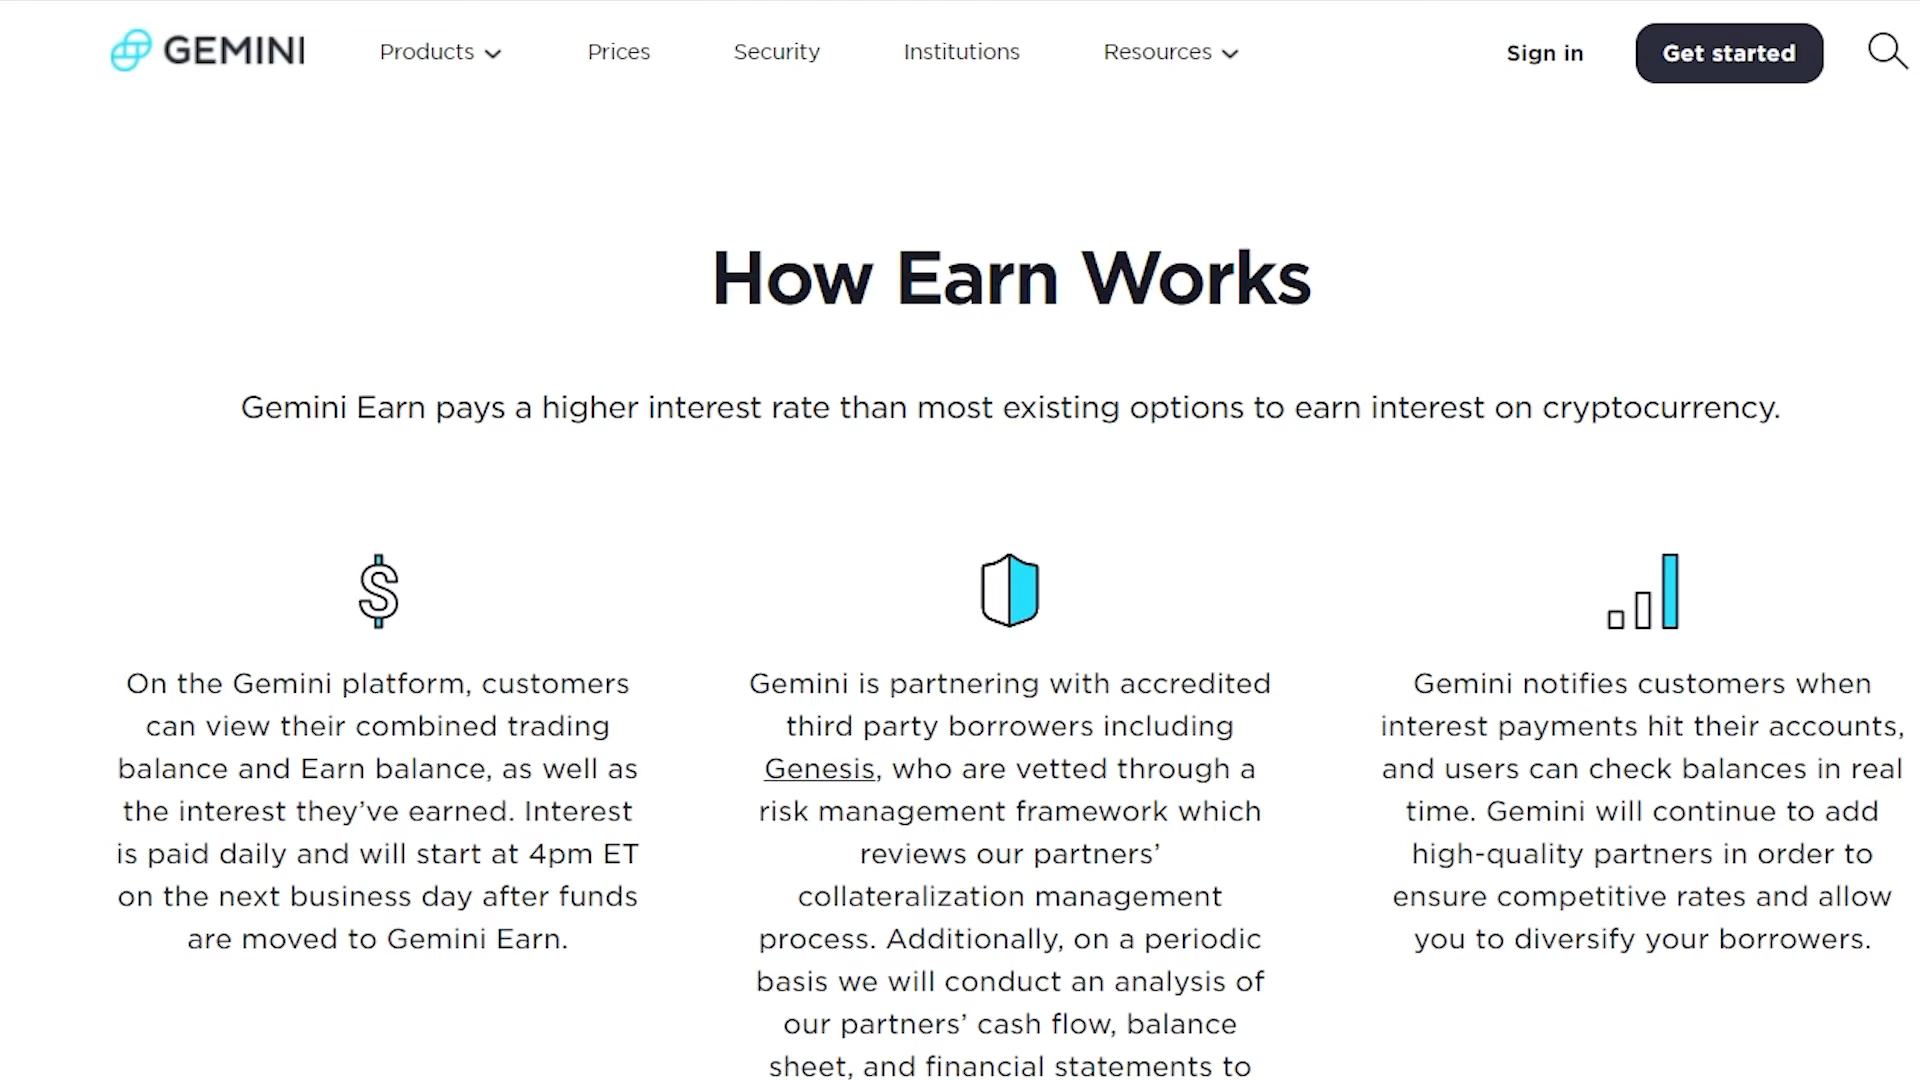 GEMINI
Products
Prices
Security
Institutions
Resources
Sign in
Get started
How Earn Works
Gemini Earn pays a higher interest rate than most existing options to earn interest on cryptocurrency.
$
On the Gemini platform, customers
can view their combined trading
balance and Earn balance, as well as
the interest they’ve earned. Interest
is paid daily and will start at 4pm ET
on the next business day after funds
are moved to Gemini Earn.
Gemini is partnering with accredited
third party borrowers including
Genesis, who are vetted through a
risk management framework which
reviews our partners’
collateralization management
process. Additionally, on a periodic
basis we will conduct an analysis of
our partners’ cash flow, balance
sheet, and financial statements to
Gemini notifies customers when
interest payments hit their accounts,
and users can check balances in real
time. Gemini will continue to add
high-quality partners in order to
ensure competitive rates and allow
you to diversify your borrowers.